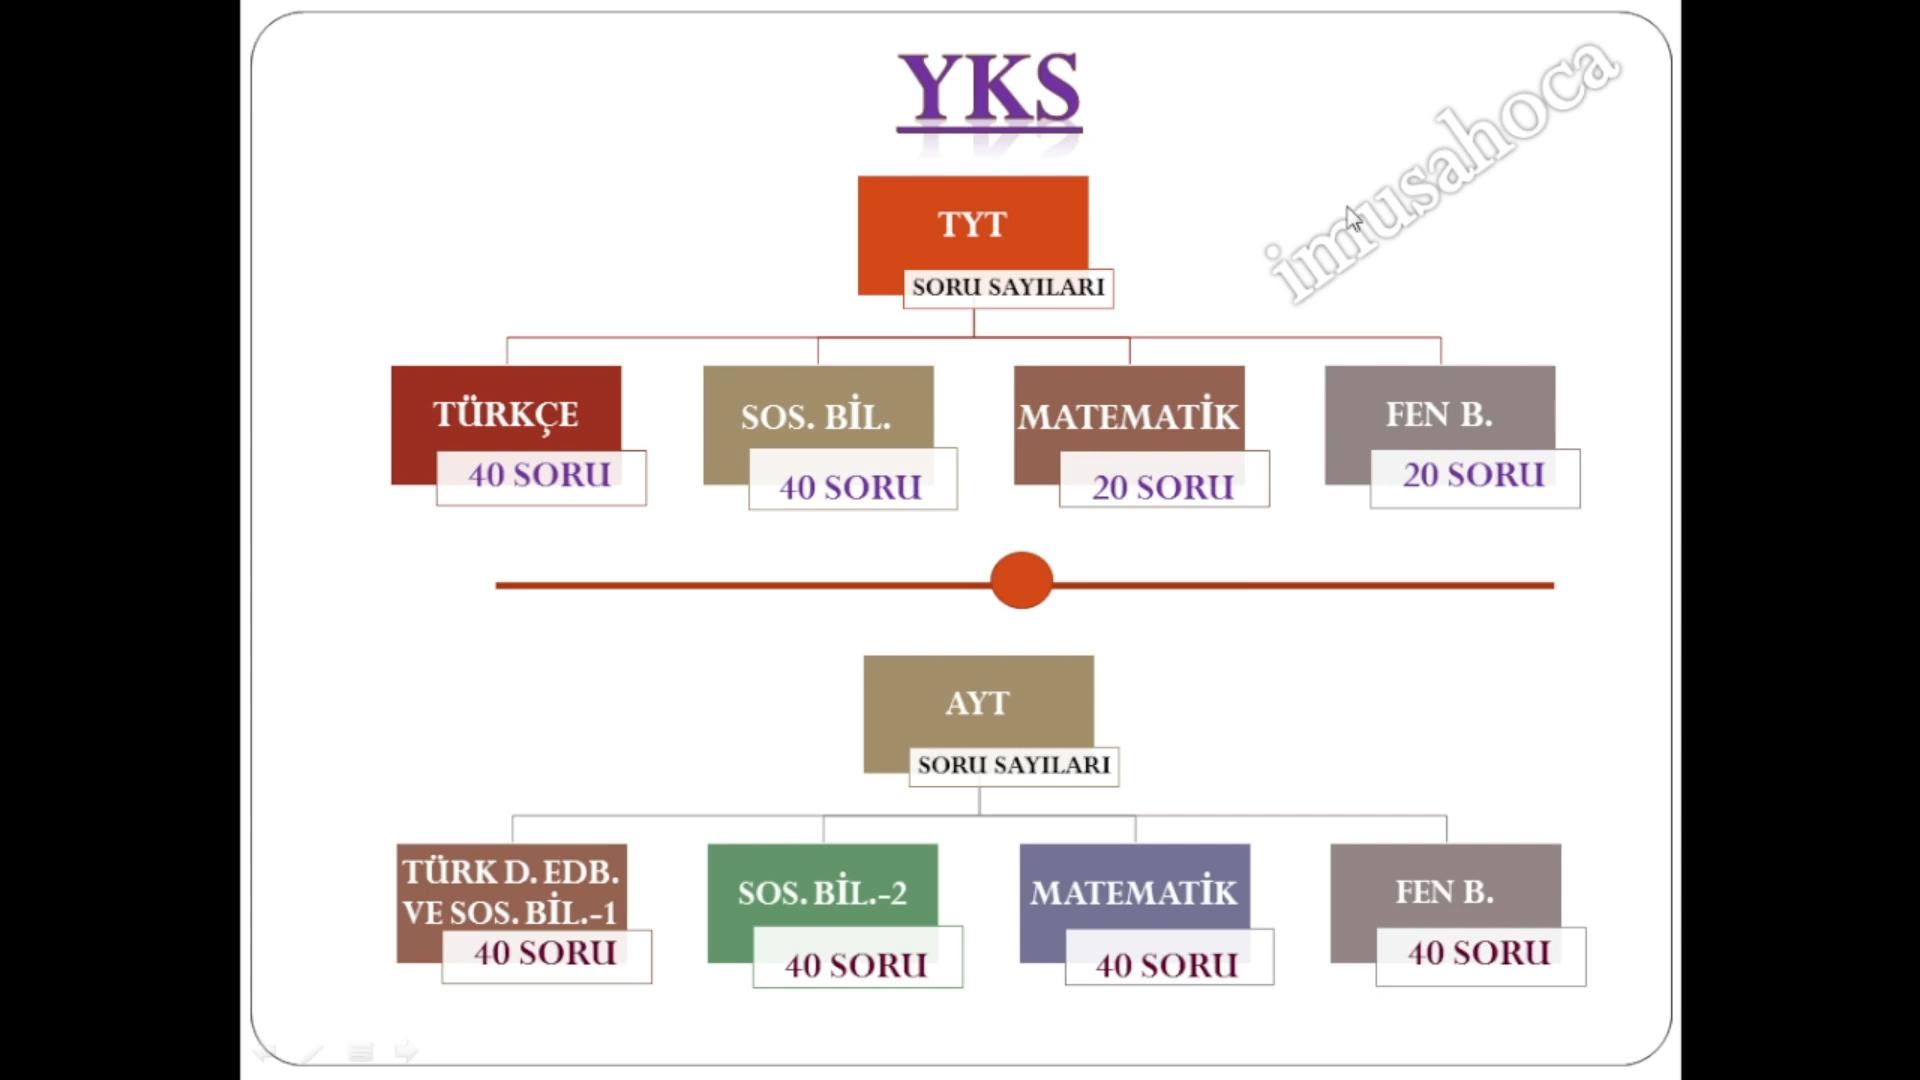 YKS
imusahoca
TYT
SORU SAYILARI
TÜRKÇE
40 SORU
SOS. BİL.
40 SORU
MATEMATİK
20 SORU
FEN B.
20 SORU
AYT
SORU SAYILARI
TÜRK D. EDB.
VE SOS. BİL.-1
40 SORU
SOS. BİL.-2
40 SORU
MATEMATİK
40 SORU
FEN B.
40 SORU